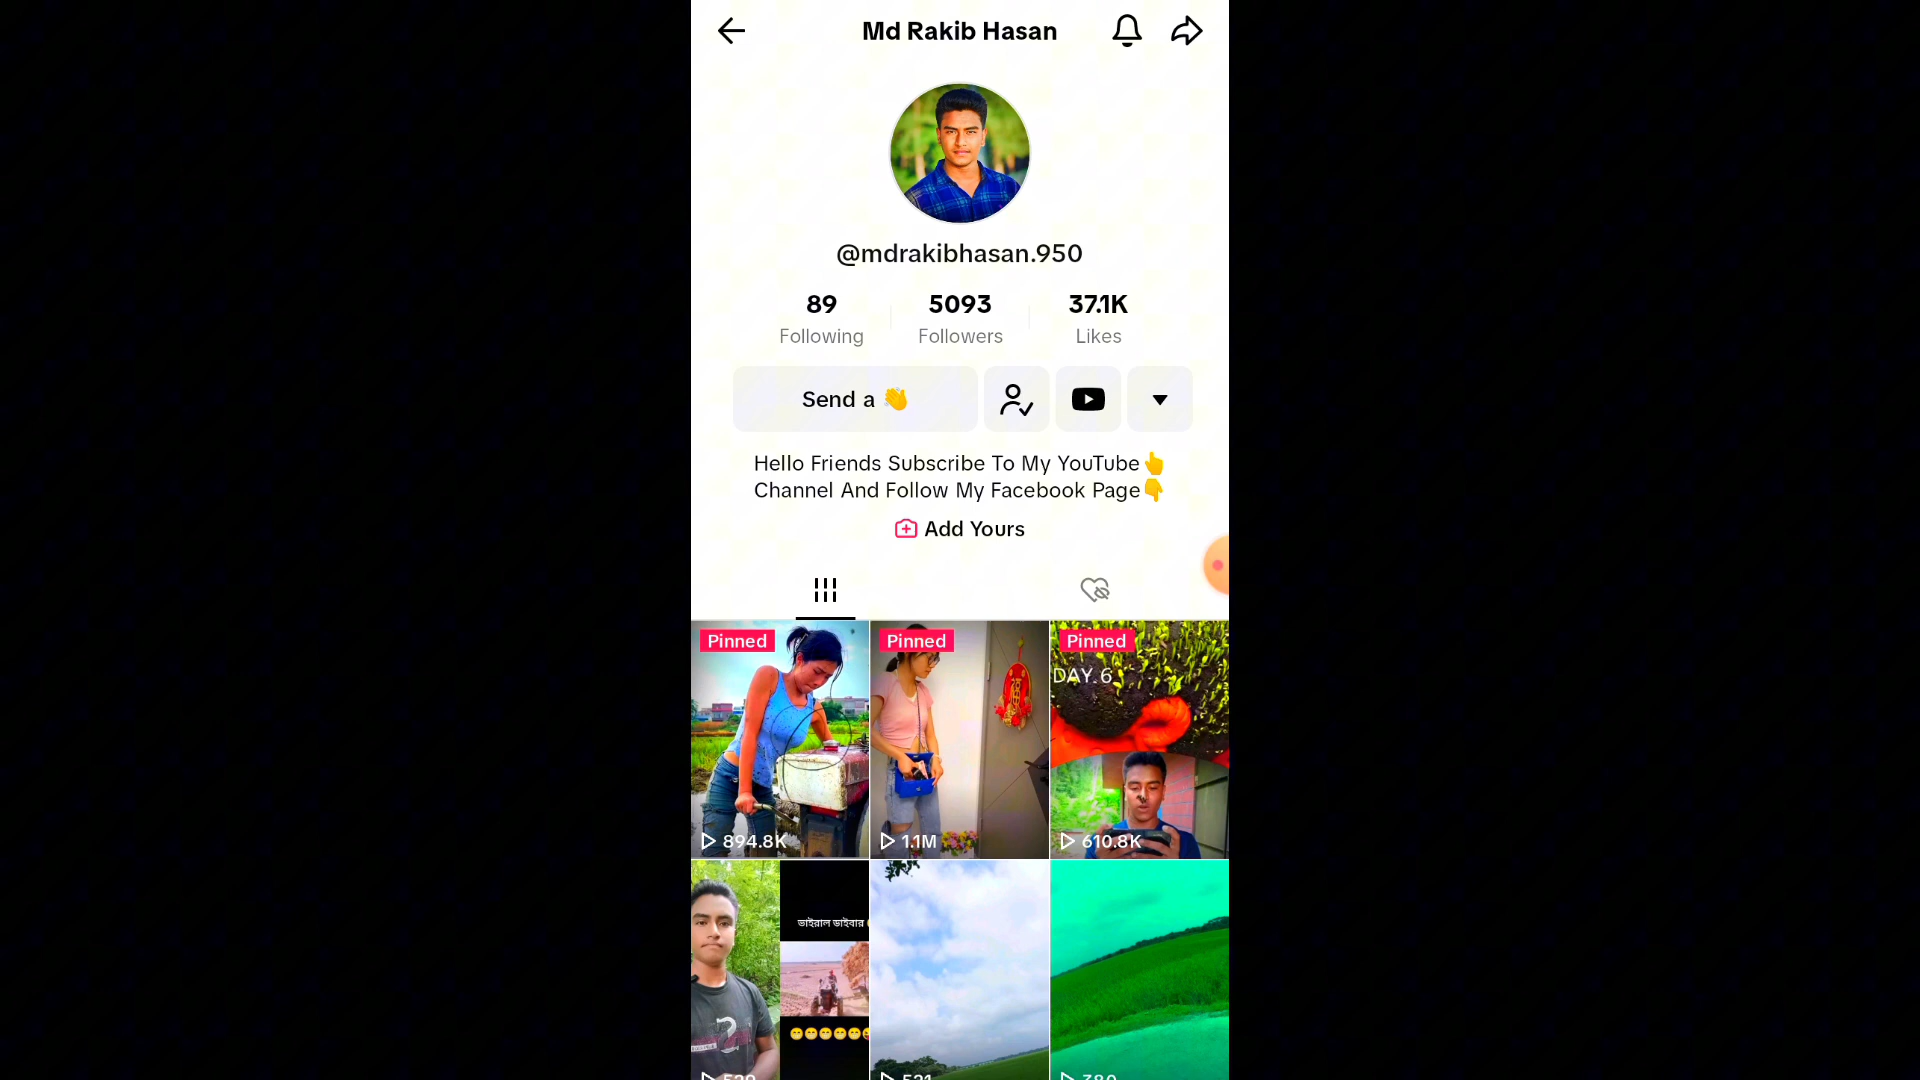 Md Rakib Hasan
@mdrakibhasan.950
89
Following
5093
Followers
37.1K
Likes
Send a 👋
Hello Friends Subscribe To My YouTube👆
Channel And Follow My Facebook Page👇
Add Yours
Pinned
894.8K
Pinned
1.1M
Pinned
DAY.6
610.8K
ভাইরাল ডাইবার
😁😁😁😁😁